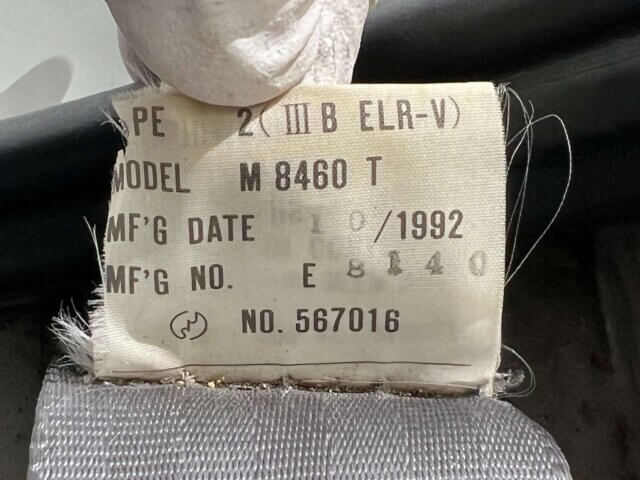 PE 2(ⅢB ELR-V)
MODEL M 8460 T
MF'G DATE 10/1992
MF'G NO. E 8140
NO. 567016